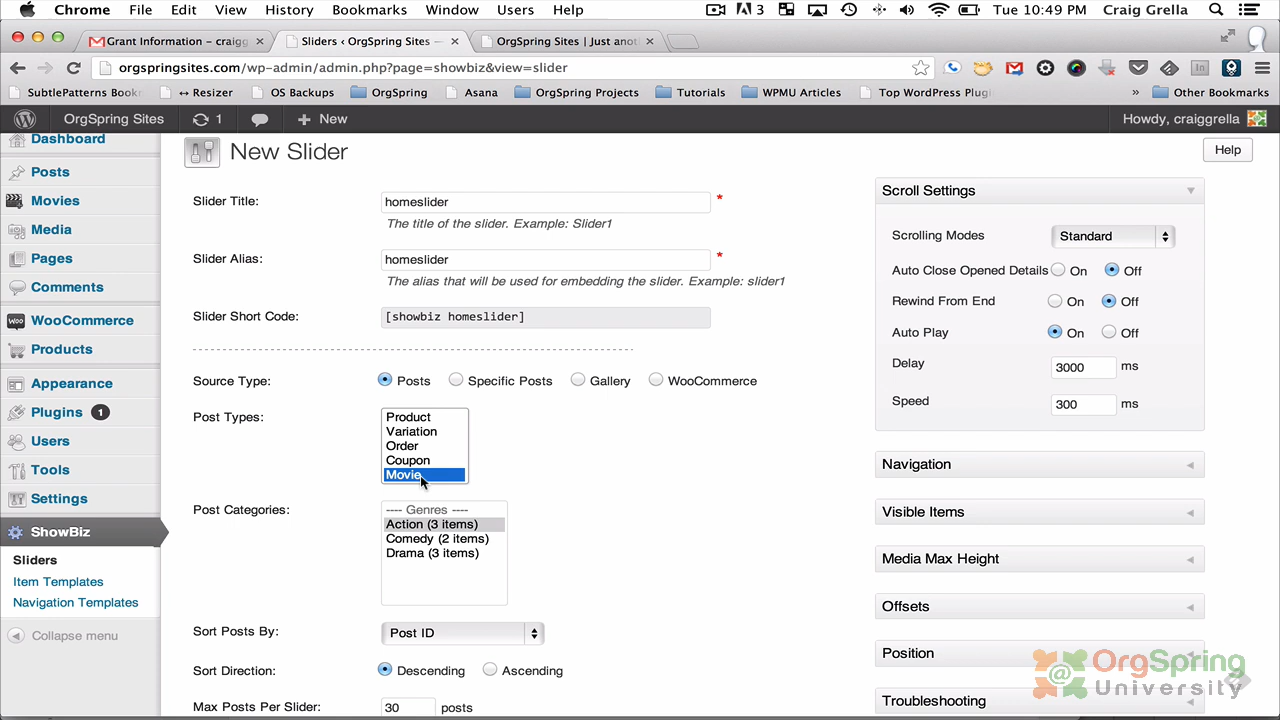 Chrome File Edit View History Bookmarks Window Users Help 3 Tue 10:49 PM Craig Grella
Grant Information – craigg Sliders ‹ OrgSpring Sites — OrgSpring Sites | Just anot
orgspringsites.com/wp-admin/admin.php?page=showbiz&view=slider
SubtlePatterns Book Resizer OS Backups OrgSpring Asana OrgSpring Projects Tutorials WPMU Articles Top WordPress Plugi » Other Bookmarks
OrgSpring Sites 1 + New Howdy, craiggrella
Dashboard
Posts
Movies
Media
Pages
Comments
WooCommerce
Products
Appearance
Plugins 1
Users
Tools
Settings
ShowBiz
Sliders
Item Templates
Navigation Templates
Collapse menu
New Slider
Help
Slider Title: homeslider *
The title of the slider. Example: Slider1
Slider Alias: homeslider *
The alias that will be used for embedding the slider. Example: slider1
Slider Short Code: [showbiz homeslider]
Source Type: Posts Specific Posts Gallery WooCommerce
Post Types:
Product
Variation
Order
Coupon
Movie
Post Categories:
---- Genres ----
Action (3 items)
Comedy (2 items)
Drama (3 items)
Sort Posts By: Post ID
Sort Direction: Descending Ascending
Max Posts Per Slider: 30 posts
Scroll Settings
Scrolling Modes Standard
Auto Close Opened Details On Off
Rewind From End On Off
Auto Play On Off
Delay 3000 ms
Speed 300 ms
Navigation
Visible Items
Media Max Height
Offsets
Position
Troubleshooting
OrgSpring
University